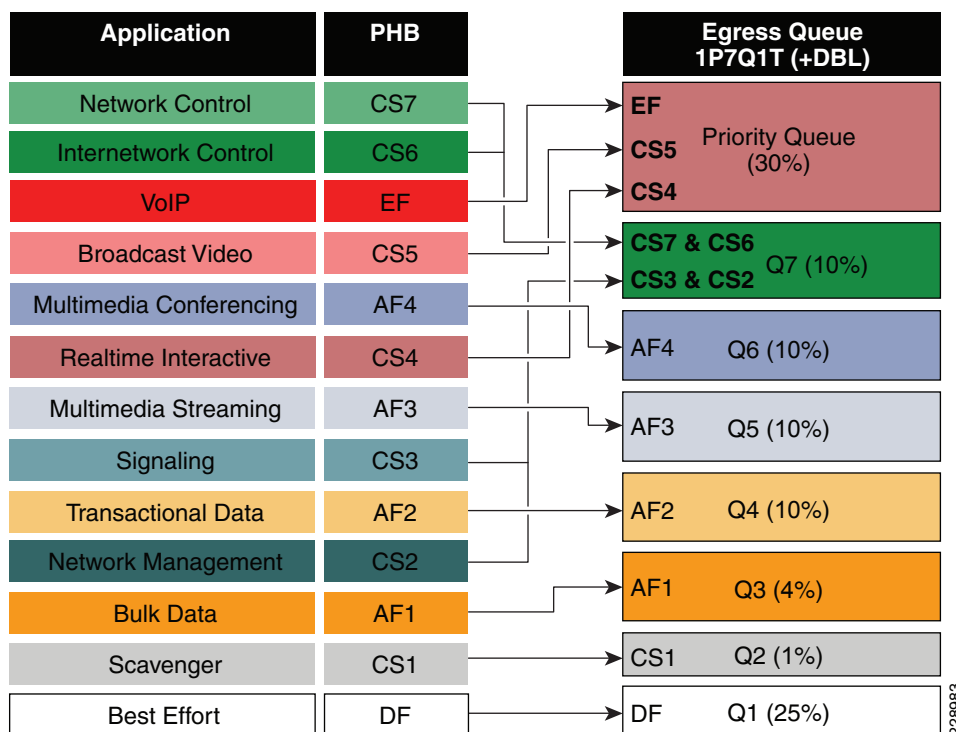 Application
PHB
Egress Queue
1P7Q1T (+DBL)
Network Control
CS7
Internetwork Control
CS6
VoIP
EF
Broadcast Video
CS5
Multimedia Conferencing
AF4
Realtime Interactive
CS4
Multimedia Streaming
AF3
Signaling
CS3
Transactional Data
AF2
Network Management
CS2
Bulk Data
AF1
Scavenger
CS1
Best Effort
DF
EF
CS5
CS4
Priority Queue
(30%)
CS7 & CS6
CS3 & CS2
Q7 (10%)
AF4
Q6 (10%)
AF3
Q5 (10%)
AF2
Q4 (10%)
AF1
Q3 (4%)
CS1
Q2 (1%)
DF
Q1 (25%)
228983